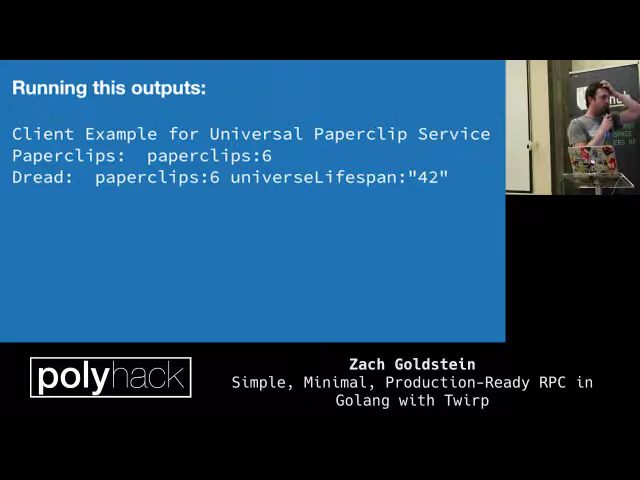 Running this outputs:
Client Example for Universal Paperclip Service
Paperclips:  paperclips:6
Dread:  paperclips:6 universeLifespan:"42"
polyhack
Zach Goldstein
Simple, Minimal, Production-Ready RPC in
Golang with Twirp